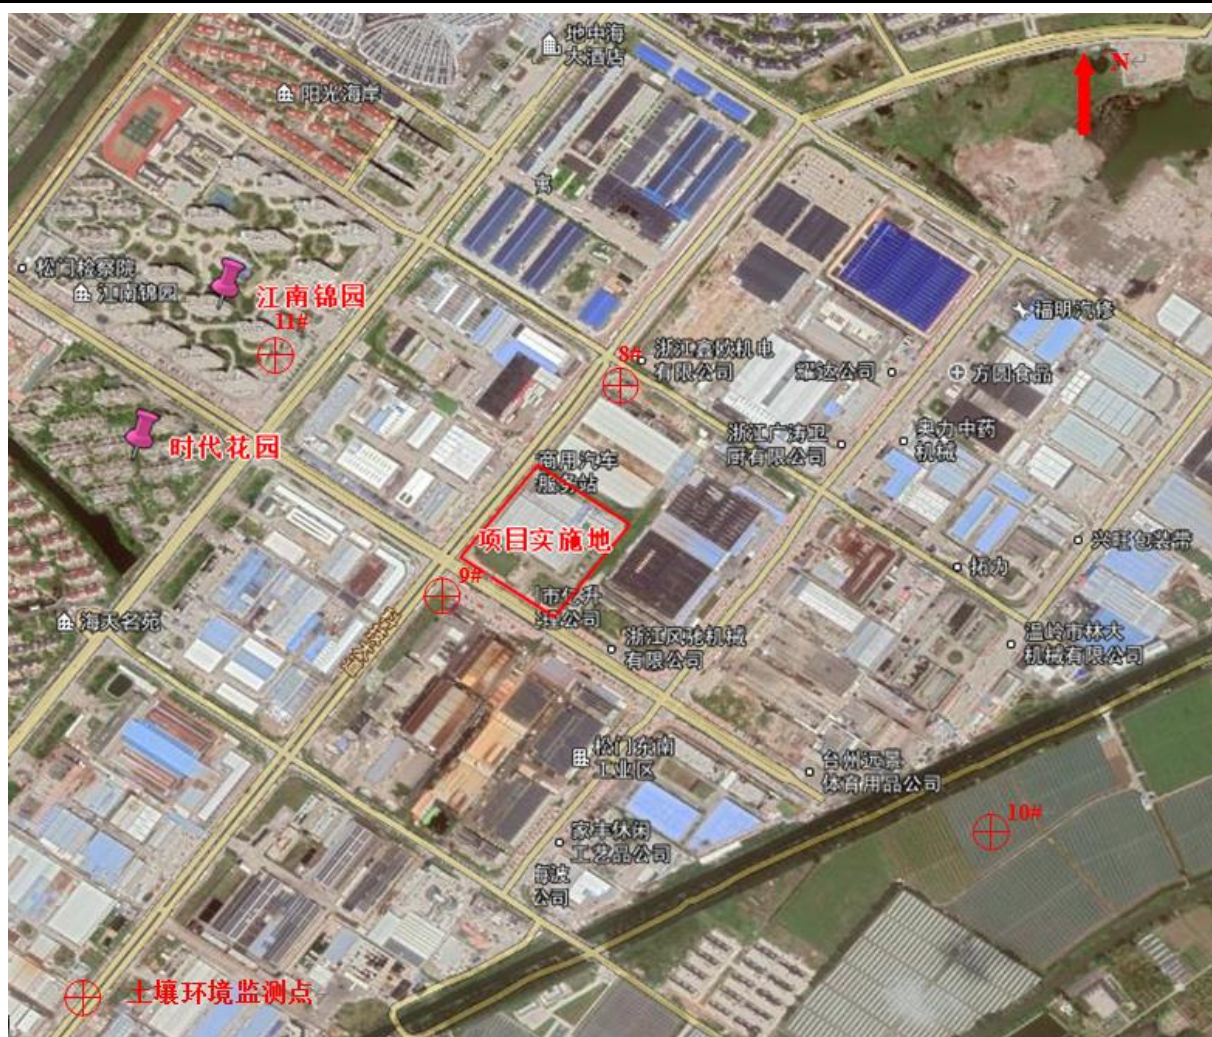 地中海
大酒店
N
阳光海岸
寓
松门检察院
江南锦园
江南锦园
11#
福明汽修
8#
浙江鑫欧机电
有限公司
耀达公司
方圆食品
时代花园
浙江广涛卫
厨有限公司
奥力中药
机械
商用汽车
服务站
项目实施地
兴旺包装带
拓力
9#
海天名苑
浙江风驰机械
有限公司
温岭市林大
机械有限公司
松门东南
工业区
台州远景
体育用品公司
10#
家丰休闲
工艺品公司
海波
公司
土壤环境监测点